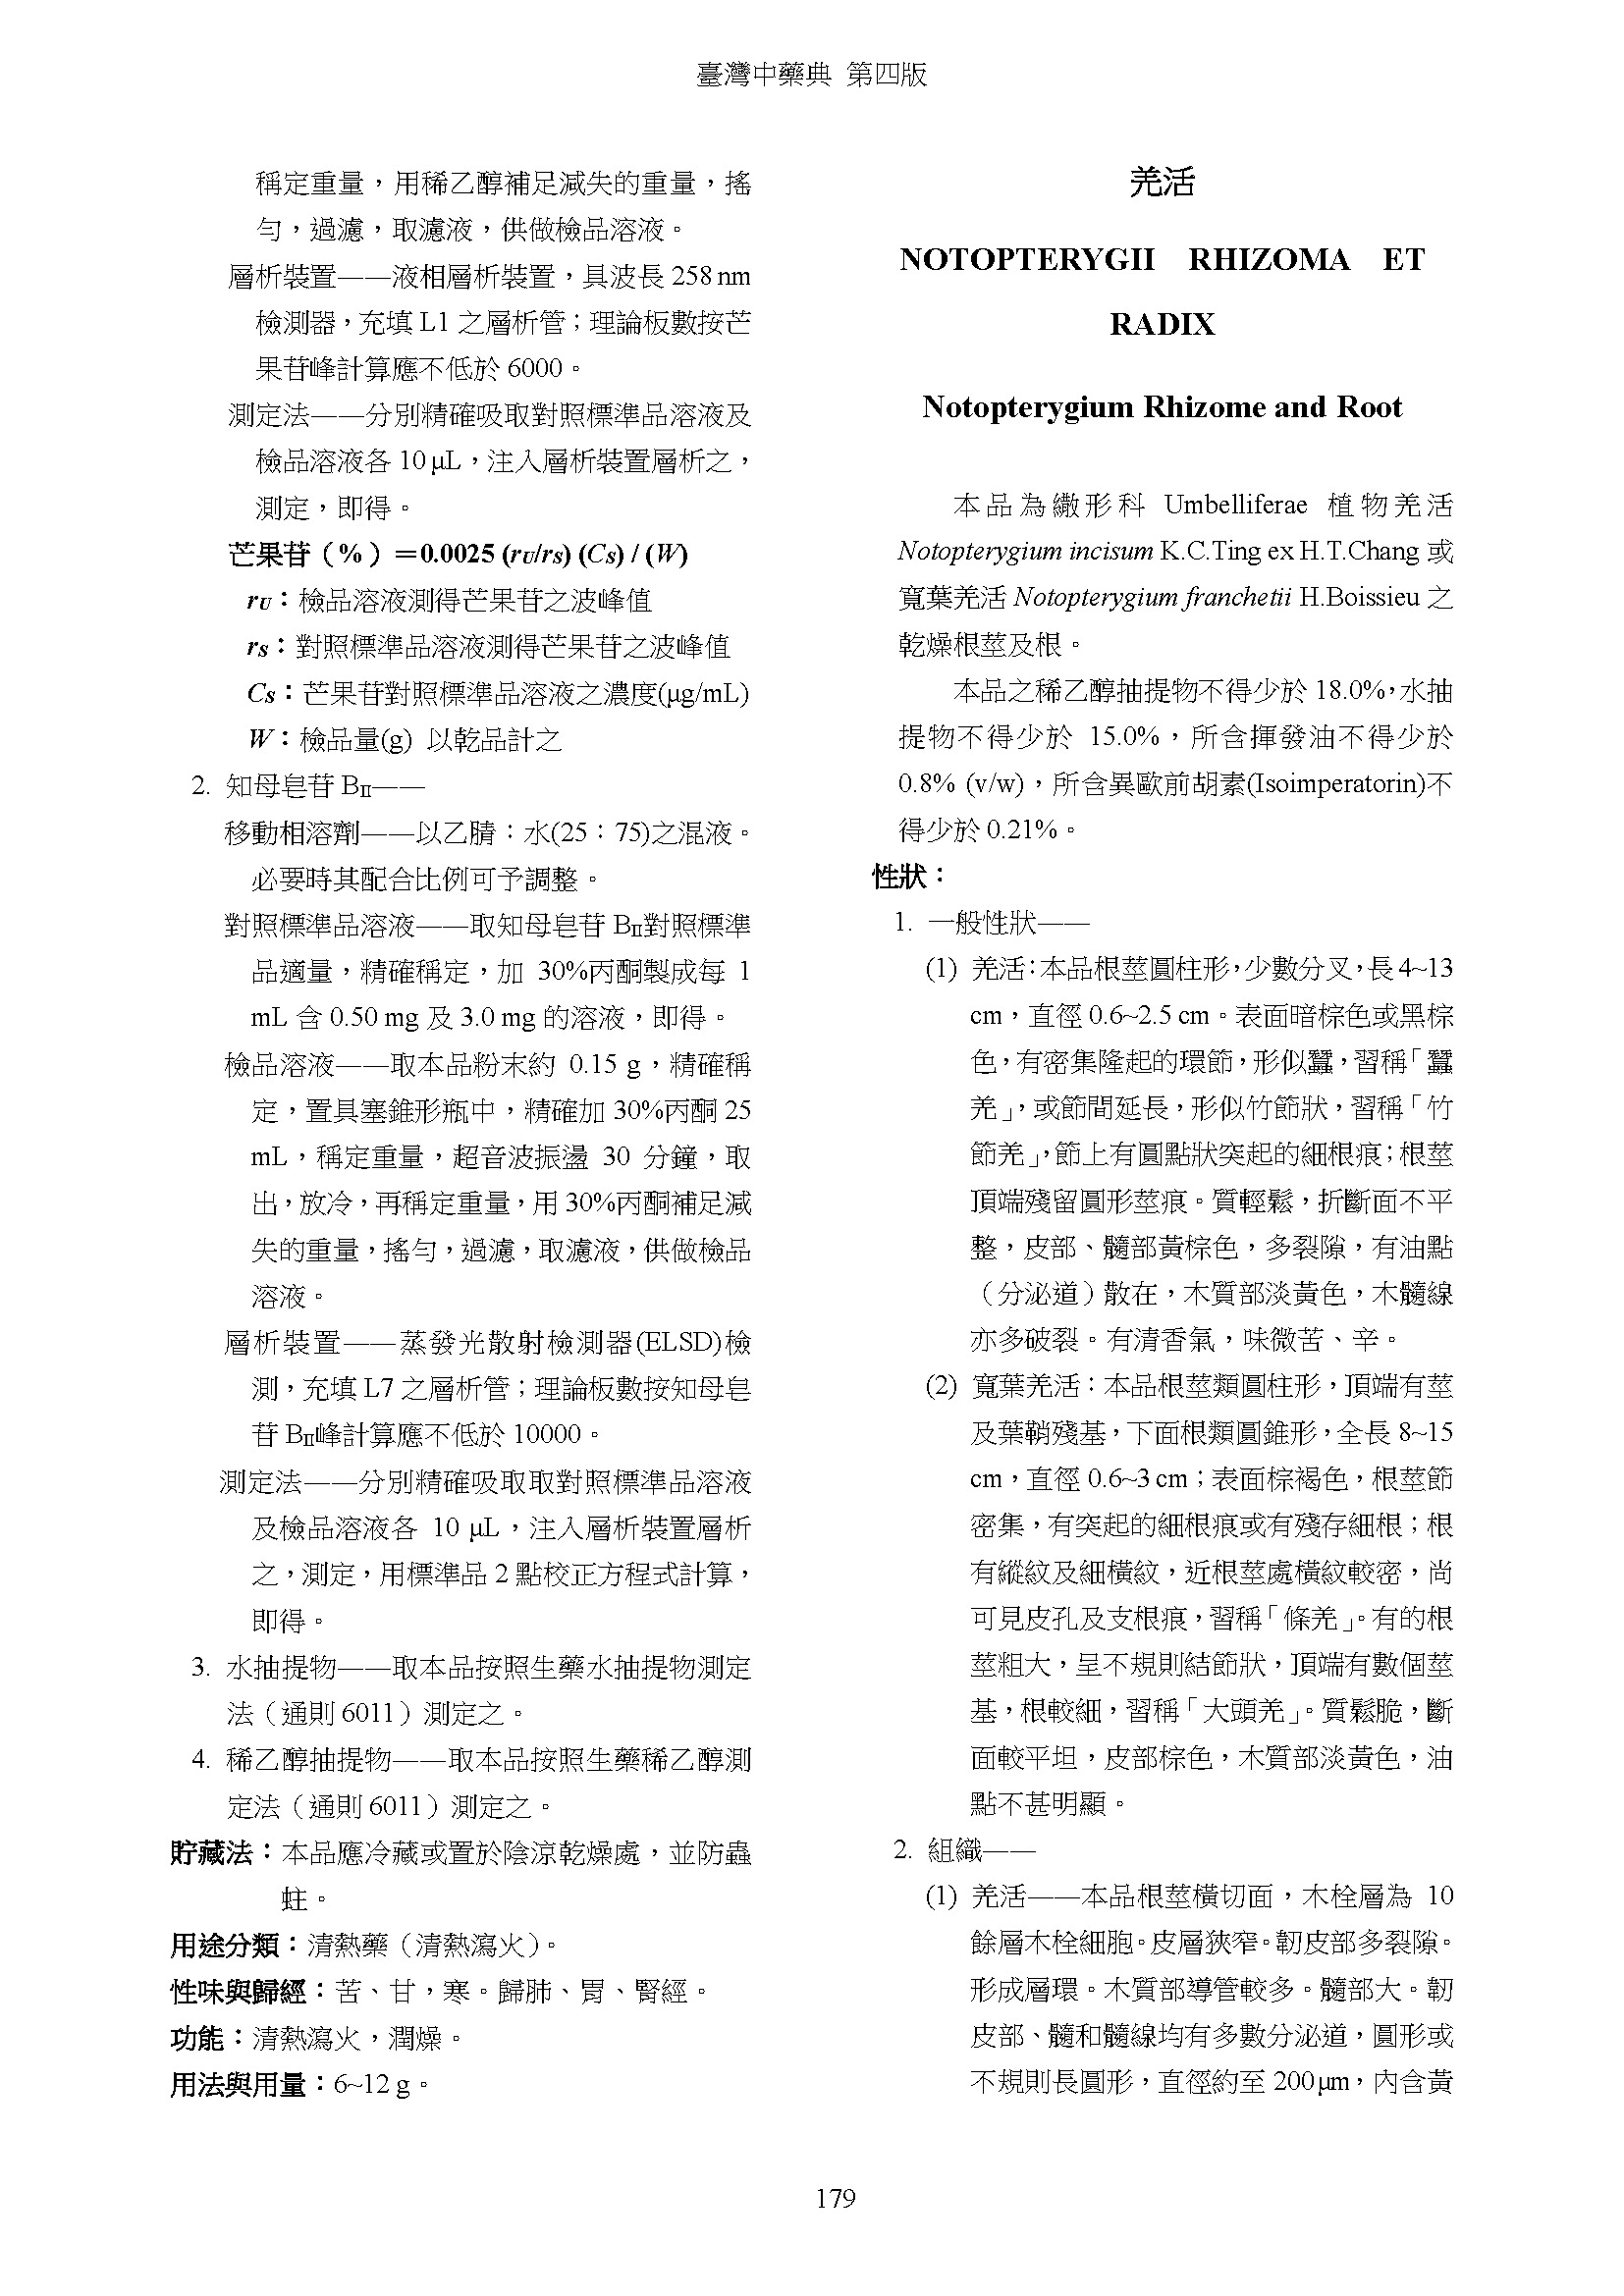 臺灣中藥典 第四版
稱定重量，用稀乙醇補足減失的重量，搖
勻，過濾，取濾液，供做檢品溶液。
層析裝置——液相層析裝置，具波長 258 nm
檢測器，充填 L1 之層析管；理論板數按芒
果苷峰計算應不低於 6000。
測定法——分別精確吸取對照標準品溶液及
檢品溶液各 10 μL，注入層析裝置層析之，
測定，即得。
芒果苷（%）＝0.0025 (rU/rS) (CS) / (W)
rU：檢品溶液測得芒果苷之波峰值
rS：對照標準品溶液測得芒果苷之波峰值
CS：芒果苷對照標準品溶液之濃度(μg/mL)
W：檢品量(g) 以乾品計之
2. 知母皂苷 BII——
移動相溶劑——以乙腈：水(25：75)之混液。
必要時其配合比例可予調整。
對照標準品溶液——取知母皂苷 BII對照標準
品適量，精確稱定，加 30%丙酮製成每 1
mL 含 0.50 mg 及 3.0 mg 的溶液，即得。
檢品溶液——取本品粉末約 0.15 g，精確稱
定，置具塞錐形瓶中，精確加 30%丙酮 25
mL，稱定重量，超音波振盪 30 分鐘，取
出，放冷，再稱定重量，用 30%丙酮補足減
失的重量，搖勻，過濾，取濾液，供做檢品
溶液。
層析裝置——蒸發光散射檢測器(ELSD)檢
測，充填 L7 之層析管；理論板數按知母皂
苷 BII峰計算應不低於 10000。
測定法——分別精確吸取取對照標準品溶液
及檢品溶液各 10 μL，注入層析裝置層析
之，測定，用標準品 2 點校正方程式計算，
即得。
3. 水抽提物——取本品按照生藥水抽提物測定
法（通則 6011）測定之。
4. 稀乙醇抽提物——取本品按照生藥稀乙醇測
定法（通則 6011）測定之。
貯藏法：本品應冷藏或置於陰涼乾燥處，並防蟲
蛀。
用途分類：清熱藥（清熱瀉火）。
性味與歸經：苦、甘，寒。歸肺、胃、腎經。
功能：清熱瀉火，潤燥。
用法與用量：6~12 g。
羌活
NOTOPTERYGII RHIZOMA ET
RADIX
Notopterygium Rhizome and Root
本品為繖形科 Umbelliferae 植物羌活
Notopterygium incisum K.C.Ting ex H.T.Chang 或
寬葉羌活 Notopterygium franchetii H.Boissieu 之
乾燥根莖及根。
本品之稀乙醇抽提物不得少於 18.0%，水抽
提物不得少於 15.0%，所含揮發油不得少於
0.8% (v/w)，所含異歐前胡素(Isoimperatorin)不
得少於 0.21%。
性狀：
1. 一般性狀——
(1) 羌活：本品根莖圓柱形，少數分叉，長 4~13
cm，直徑 0.6~2.5 cm。表面暗棕色或黑棕
色，有密集隆起的環節，形似蠶，習稱「蠶
羌」，或節間延長，形似竹節狀，習稱「竹
節羌」，節上有圓點狀突起的細根痕；根莖
頂端殘留圓形莖痕。質輕鬆，折斷面不平
整，皮部、髓部黃棕色，多裂隙，有油點
（分泌道）散在，木質部淡黃色，木髓線
亦多破裂。有清香氣，味微苦、辛。
(2) 寬葉羌活：本品根莖類圓柱形，頂端有莖
及葉鞘殘基，下面根類圓錐形，全長 8~15
cm，直徑 0.6~3 cm；表面棕褐色，根莖節
密集，有突起的細根痕或有殘存細根；根
有縱紋及細橫紋，近根莖處橫紋較密，尚
可見皮孔及支根痕，習稱「條羌」。有的根
莖粗大，呈不規則結節狀，頂端有數個莖
基，根較細，習稱「大頭羌」。質鬆脆，斷
面較平坦，皮部棕色，木質部淡黃色，油
點不甚明顯。
2. 組織——
(1) 羌活——本品根莖橫切面，木栓層為 10
餘層木栓細胞。皮層狹窄。韌皮部多裂隙。
形成層環。木質部導管較多。髓部大。韌
皮部、髓和髓線均有多數分泌道，圓形或
不規則長圓形，直徑約至 200 μm，內含黃
179